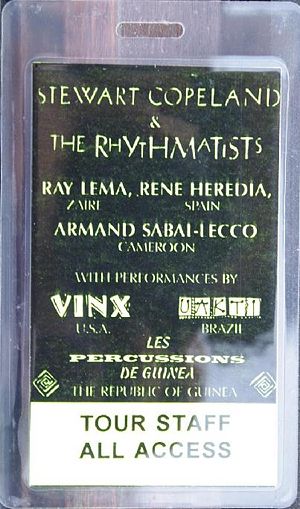 STEWART COPELAND
&
THE RHYTHMATISTS
RAY LEMA, RENE HEREDIA,
ZAIRE SPAIN
ARMAND SABAL-LECCO
CAMEROON
WITH PERFORMANCES BY
VINX UAKTI
U.S.A. BRAZIL
LES
PERCUSSIONS
DE GUINEA
THE REPUBLIC OF GUINEA
TOUR STAFF
ALL ACCESS